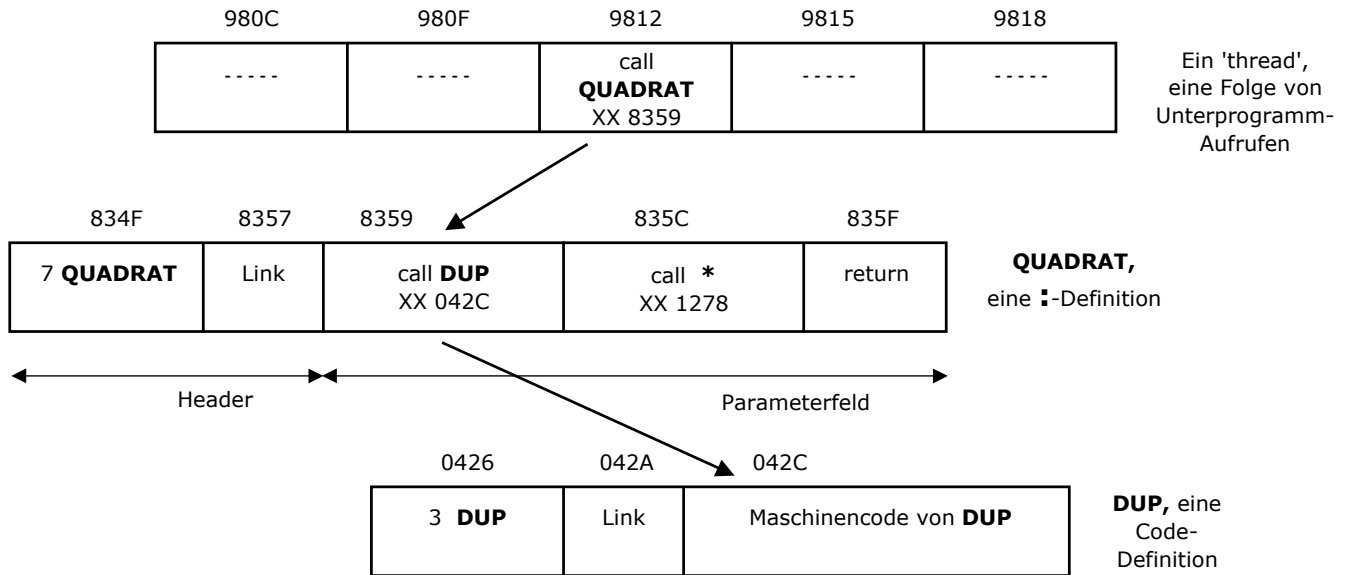 980C 980F 9812 9815 9818
- - - - - - - - - - call - - - - - - - - - -
QUADRAT
XX 8359
Ein 'thread',
eine Folge von
Unterprogramm-
Aufrufen
834F 8357 8359 835C 835F
7 QUADRAT Link call DUP call * return
XX 042C XX 1278
QUADRAT,
eine :-Definition
Header Parameterfeld
0426 042A 042C
3 DUP Link Maschinencode von DUP
DUP, eine
Code-
Definition